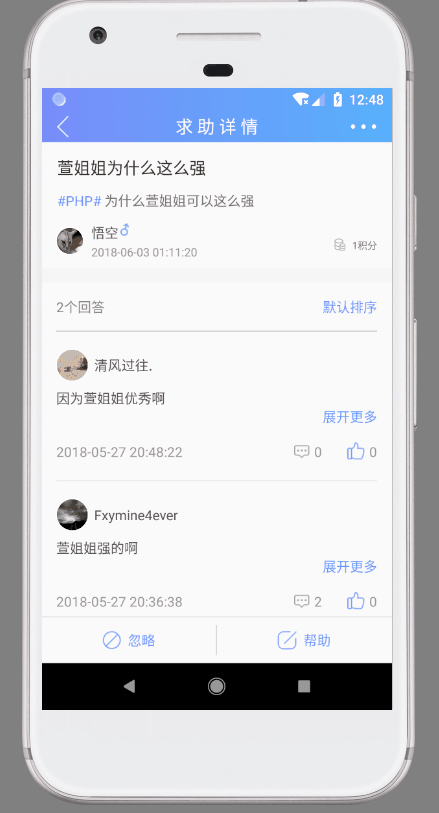 12:48
求助详情
萱姐姐为什么这么强
#PHP# 为什么萱姐姐可以这么强
悟空
2018-06-03 01:11:20
1积分
2个回答
默认排序
清风过往.
因为萱姐姐优秀啊
展开更多
2018-05-27 20:48:22
0
0
Fxymine4ever
萱姐姐强的啊
展开更多
2018-05-27 20:36:38
2
0
忽略
帮助